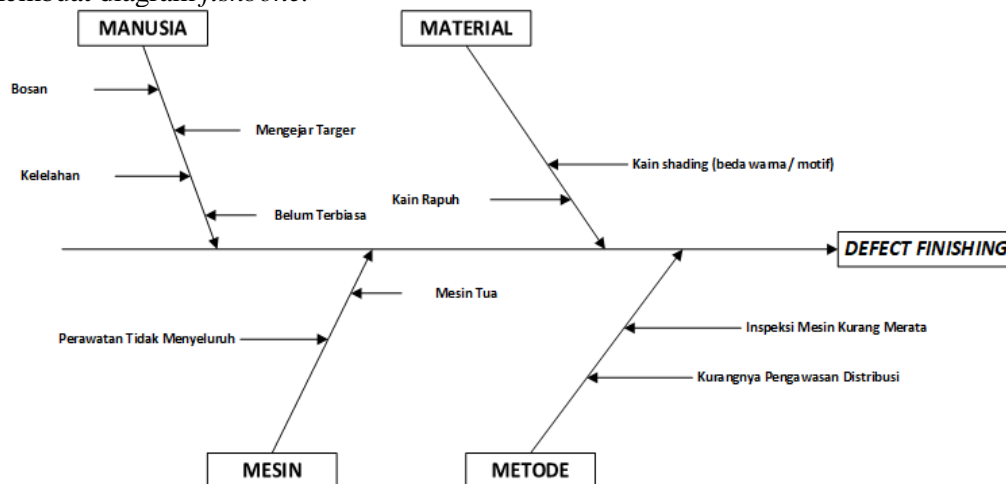 MANUSIA
MATERIAL
Bosan
Mengejar Targer
Kelelahan
Belum Terbiasa
Kain shading (beda warna/ motif)
Kain Rapuh
DEFECT FINISHING
Mesin Tua
Perawatan Tidak Menyeluruh
Inspeksi Mesin Kurang Merata
Kurangnya Pengawasan Distribusi
MESIN
METODE